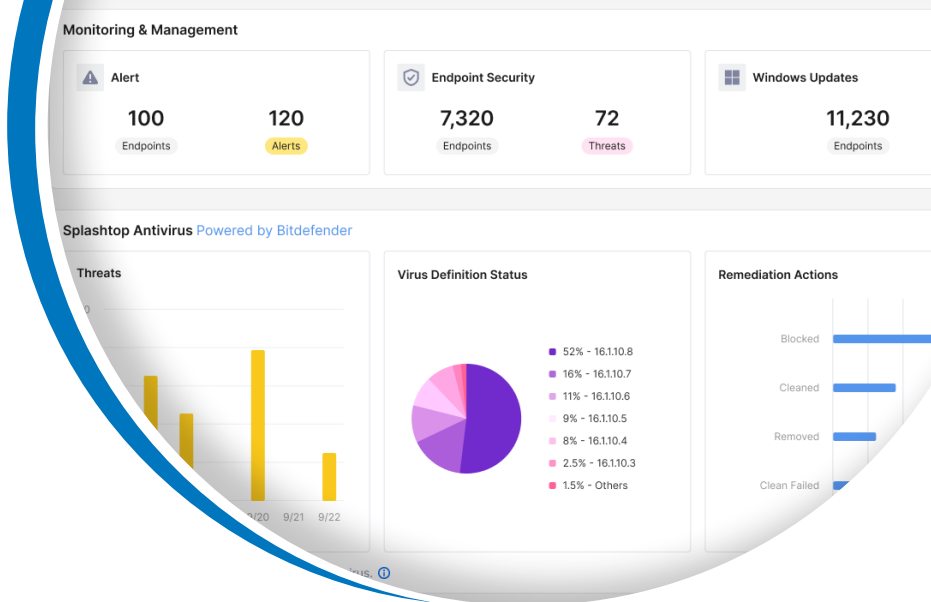 Monitoring & Management
Alert
100
120
Endpoints
Alerts
Endpoint Security
7,320
72
Endpoints
Threats
Windows Updates
11,230
Endpoints
Splashtop Antivirus Powered by Bitdefender
Threats
0
/20 9/21 9/22
Virus Definition Status
52% - 16.1.10.8
16% - 16.1.10.7
11% - 16.1.10.6
9% - 16.1.10.5
8% - 16.1.10.4
2.5% - 16.1.10.3
1.5% - Others
Remediation Actions
Blocked
Cleaned
Removed
Clean Failed